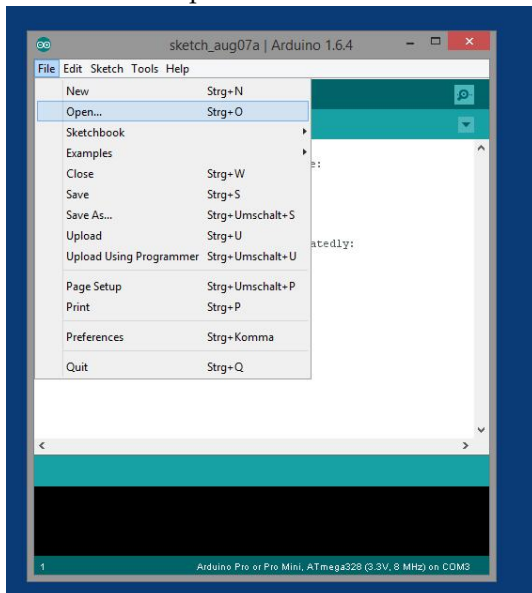 sketch_aug07a | Arduino 1.6.4
File Edit Sketch Tools Help
New Strg+N
Open... Strg+O
Sketchbook
Examples
e:
Close Strg+W
Save Strg+S
Save As... Strg+Umschalt+S
Upload Strg+U
atedly:
Upload Using Programmer Strg+Umschalt+U
Page Setup Strg+Umschalt+P
Print Strg+P
Preferences Strg+Komma
Quit Strg+Q
1 Arduino Pro or Pro Mini, ATmega328 (3.3V, 8 MHz) on COM3